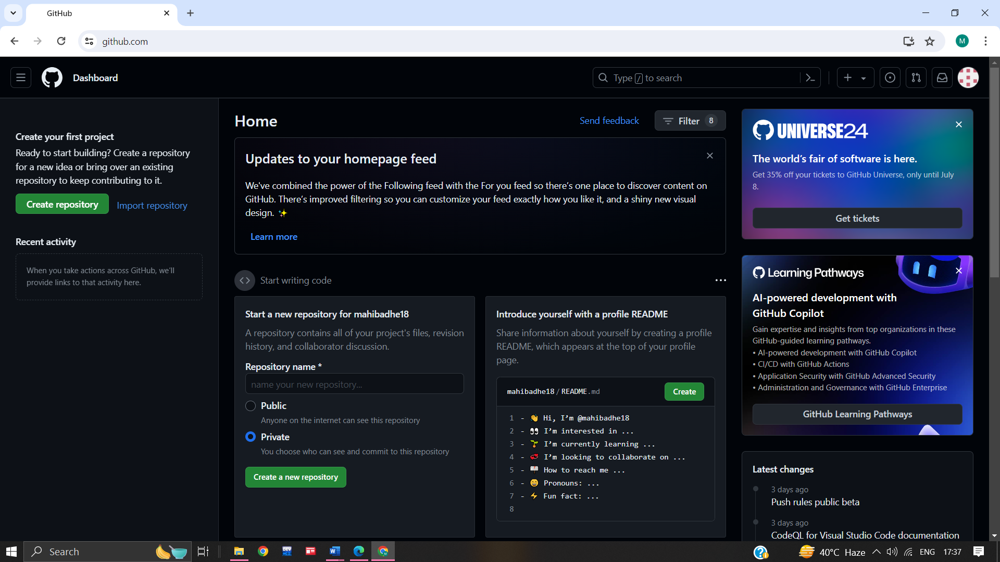 GitHub
github.com
M
Dashboard
Type / to search
Create your first project
Ready to start building? Create a repository
for a new idea or bring over an existing
repository to keep contributing to it.
Create repository
Import repository
Recent activity
When you take actions across GitHub, we'll
provide links to that activity here.
Home
Send feedback
Filter 8
Updates to your homepage feed
We've combined the power of the Following feed with the For you feed so there's one place to discover content on
GitHub. There's improved filtering so you can customize your feed exactly how you like it, and a shiny new visual
design. ✨
Learn more
Start writing code
Start a new repository for mahibadhe18
A repository contains all of your project's files, revision
history, and collaborator discussion.
Repository name *
name your new repository...
Public
Anyone on the internet can see this repository
Private
You choose who can see and commit to this repository
Create a new repository
Introduce yourself with a profile README
Share information about yourself by creating a profile
README, which appears at the top of your profile
page.
mahibadhe18 / README.md
Create
1 - 👋 Hi, I'm @mahibadhe18
2 - 👀 I'm interested in ...
3 - 🌱 I'm currently learning ...
4 - 💞️ I'm looking to collaborate on ...
5 - 📫 How to reach me ...
6 - 😄 Pronouns: ...
7 - ⚡ Fun fact: ...
8
UNIVERSE24
The world's fair of software is here.
Get 35% off your tickets to GitHub Universe, only until July
8.
Get tickets
Learning Pathways
AI-powered development with
GitHub Copilot
Gain expertise and insights from top organizations in these
GitHub-guided learning pathways.
• AI-powered development with GitHub Copilot
• CI/CD with GitHub Actions
• Application Security with GitHub Advanced Security
• Administration and Governance with GitHub Enterprise
GitHub Learning Pathways
Latest changes
3 days ago
Push rules public beta
3 days ago
CodeQL for Visual Studio Code documentation
Search
DEV
W
40°C Haze
ENG
17:37